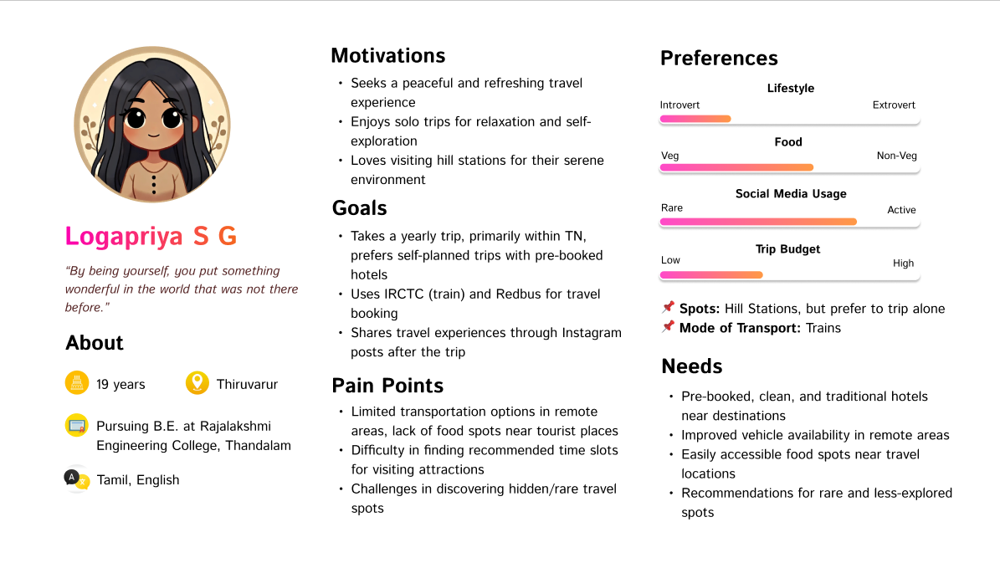 Logapriya S G
“By being yourself, you put something
wonderful in the world that was not there
before.”
About
19 years
Thiruvarur
Pursuing B.E. at Rajalakshmi
Engineering College, Thandalam
A
Tamil, English
Motivations
• Seeks a peaceful and refreshing travel
experience
• Enjoys solo trips for relaxation and self-
exploration
• Loves visiting hill stations for their serene
environment
Goals
• Takes a yearly trip, primarily within TN,
prefers self-planned trips with pre-booked
hotels
• Uses IRCTC (train) and Redbus for travel
booking
• Shares travel experiences through Instagram
posts after the trip
Pain Points
• Limited transportation options in remote
areas, lack of food spots near tourist places
• Difficulty in finding recommended time slots
for visiting attractions
• Challenges in discovering hidden/rare travel
spots
Preferences
Lifestyle
Introvert Extrovert
Food
Veg Non-Veg
Social Media Usage
Rare Active
Trip Budget
Low High
📌 Spots: Hill Stations, but prefer to trip alone
📌 Mode of Transport: Trains
Needs
• Pre-booked, clean, and traditional hotels
near destinations
• Improved vehicle availability in remote areas
• Easily accessible food spots near travel
locations
• Recommendations for rare and less-explored
spots